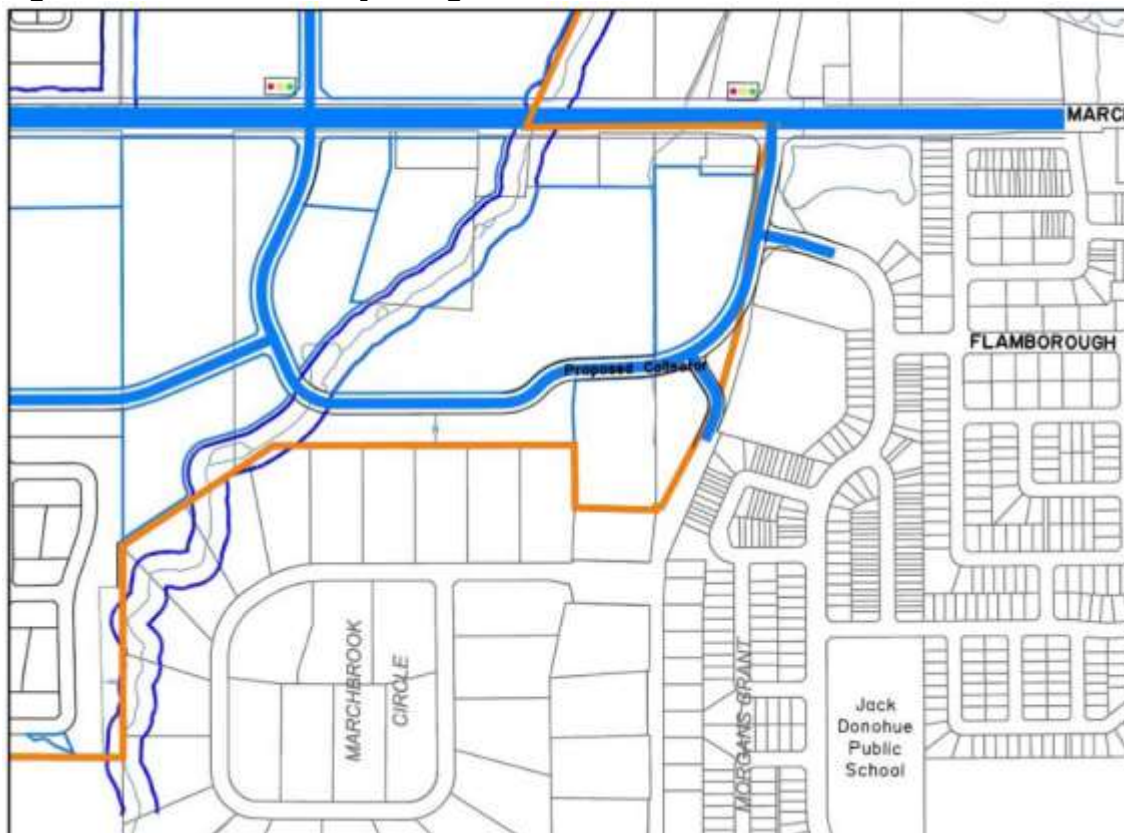 MARC
FLAMBOROUGH
Proposed Collector
MARCHBROOK
CIRCLE
MORGANS GRANT
Jack
Donohue
Public
School